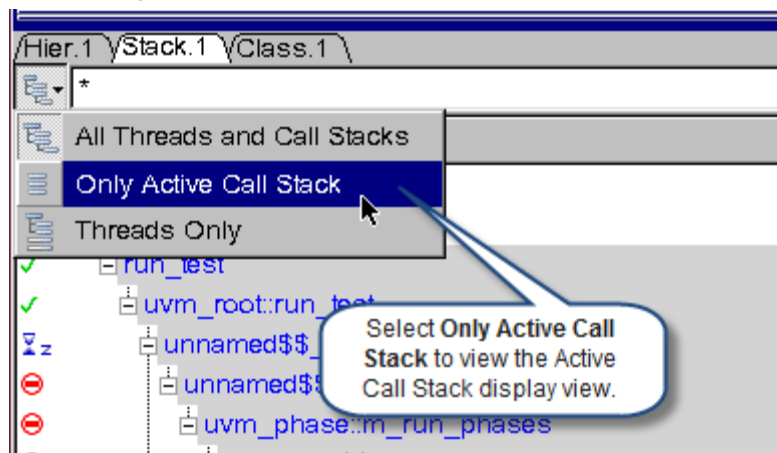 Hier.1 Stack.1 Class.1
*
All Threads and Call Stacks
Only Active Call Stack
Threads Only
run_test
uvm_root::run_test
unnamed$$_
unnamed$$
uvm_phase::m_run_phases
Select Only Active Call
Stack to view the Active
Call Stack display view.